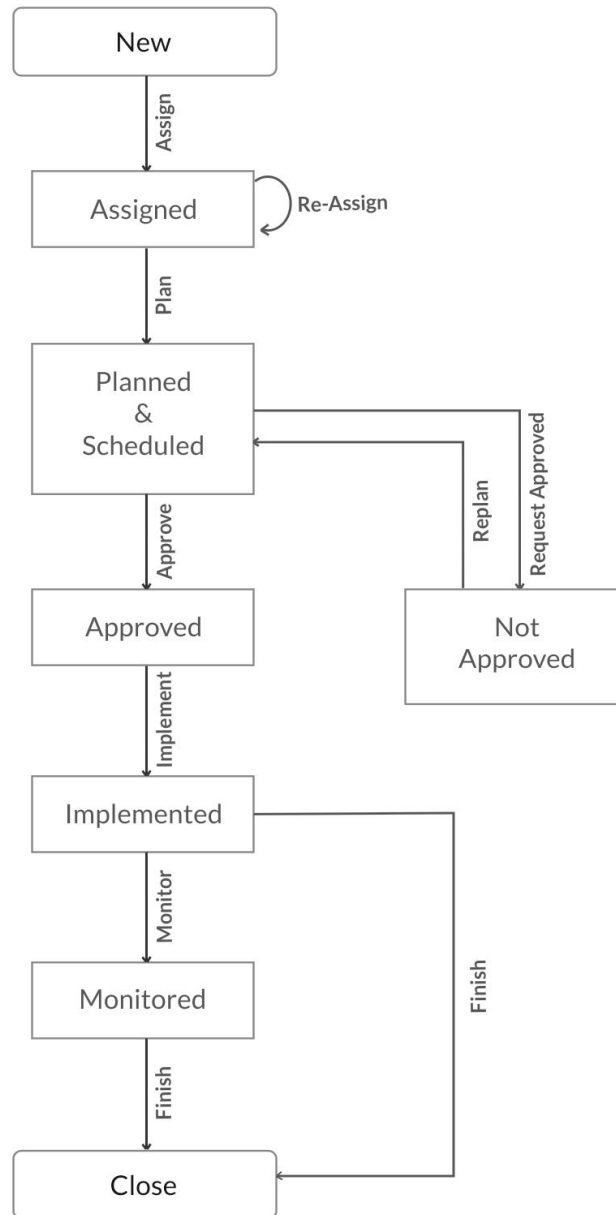 New
Assign
Assigned
Re-Assign
Plan
Planned
&
Scheduled
Request Approved
Replan
Approve
Approved
Not
Approved
Implement
Implemented
Monitor
Finish
Monitored
Finish
Close